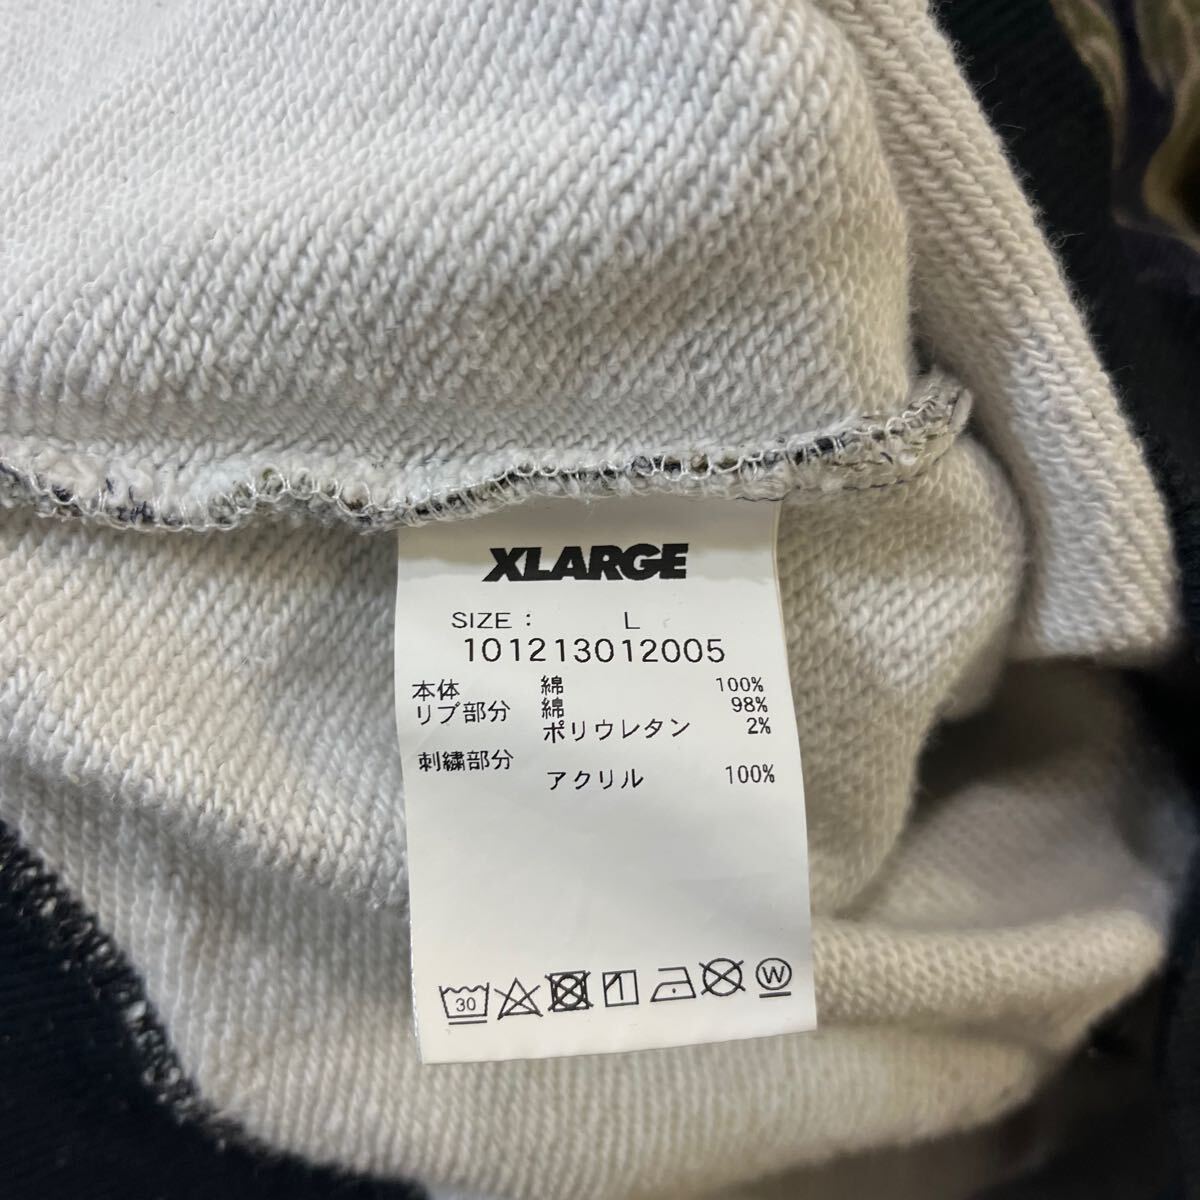 XLARGE
SIZE : L
101213012005
本体 綿 100%
リブ部分 綿 98%
ポリウレタン 2%
刺繍部分
アクリル 100%
30
W